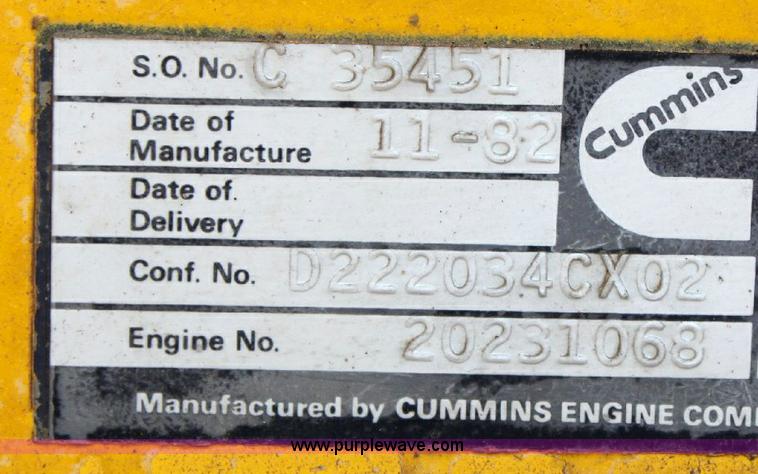 S.O. No. C 35451
Cummins
Date of
Manufacture 11-82
Date of.
Delivery
Conf. No. D222034CX02
Engine No. 20231068
Manufactured by CUMMINS ENGINE COM
www.purplewave.com